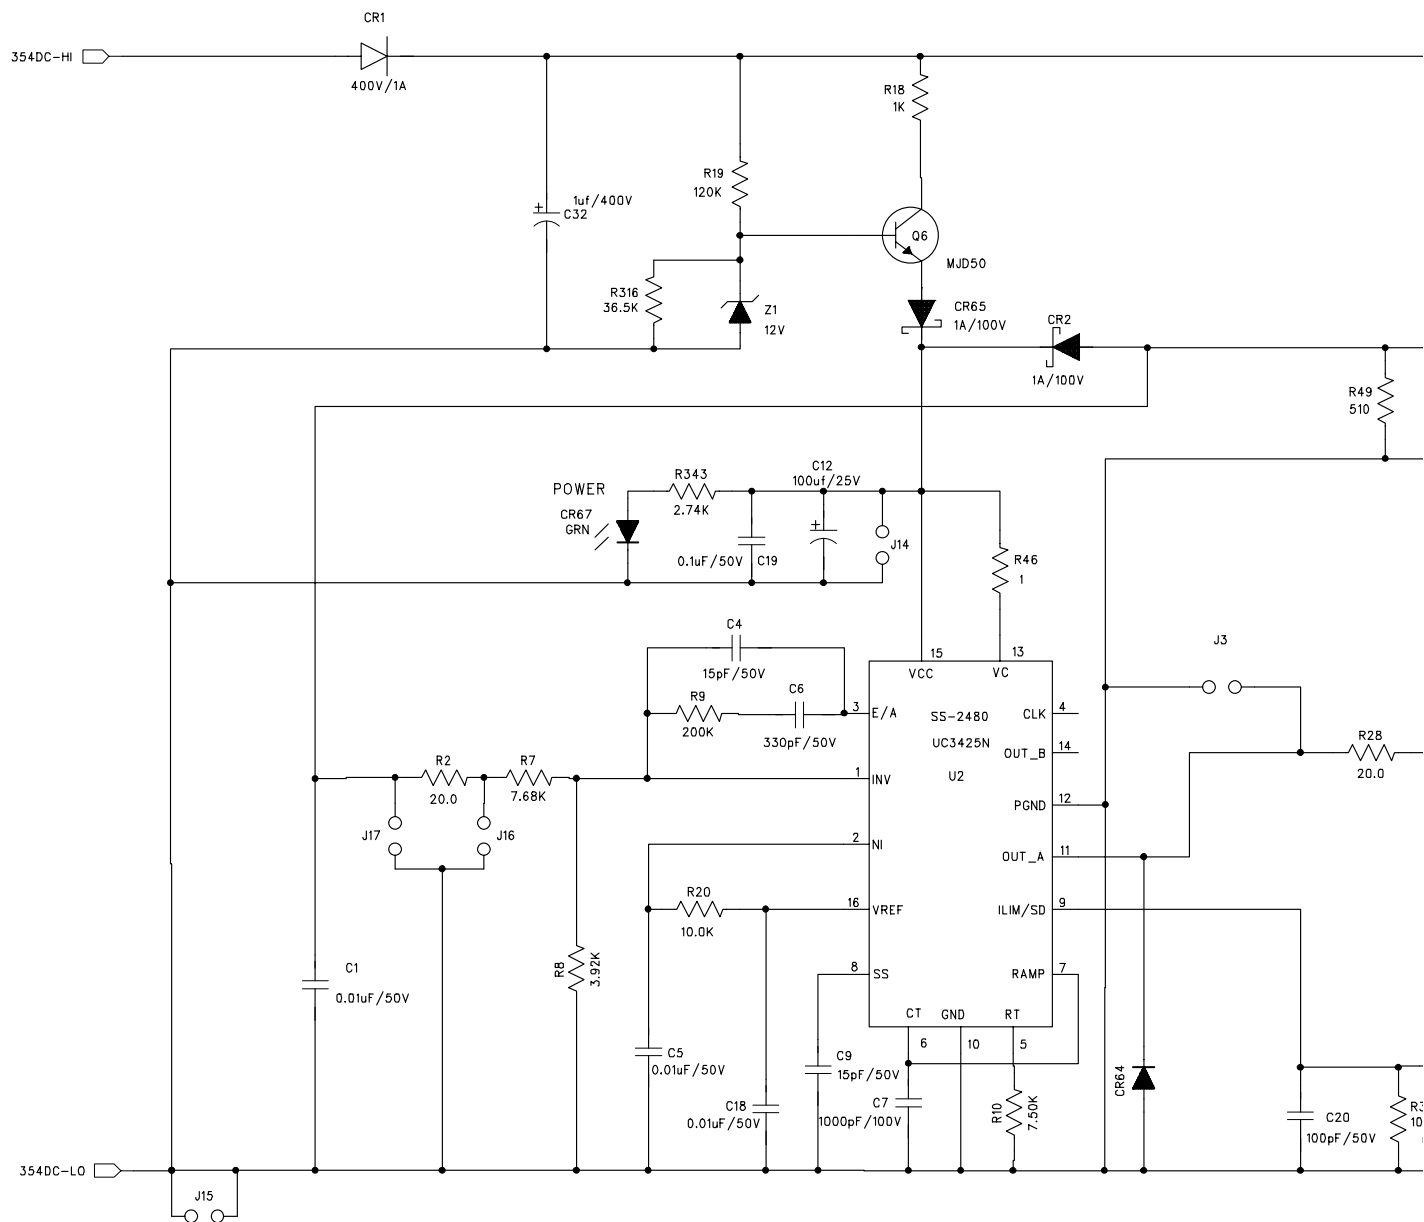 CR1
354DC-HI
400V/1A
R18
1K
R19
120K
1uf/400V
+
C32
Q6
MJD50
R316
36.5K
Z1
12V
CR65
1A/100V
CR2
1A/100V
R49
510
POWER
R343
2.74K
C12
100uf/25V
CR67
GRN
+
J14
0.1uF/50V
C19
R46
1
C4
15pF/50V
15
13
VCC
VC
J3
R9
200K
C6
330pF/50V
3
E/A
SS-2480
UC3425N
U2
CLK
4
OUT_B
14
R28
20.0
R2
20.0
R7
7.68K
1
INV
PGND
12
J17
J16
2
NI
OUT_A
11
R20
10.0K
16
VREF
ILIM/SD
9
R8
3.92K
8
SS
RAMP
7
C1
0.01uF/50V
CT
GND
RT
6
10
5
C5
0.01uF/50V
C9
15pF/50V
CR64
C18
0.01uF/50V
C7
1000pF/100V
R10
7.50K
C20
100pF/50V
R3
10
354DC-LO
J15